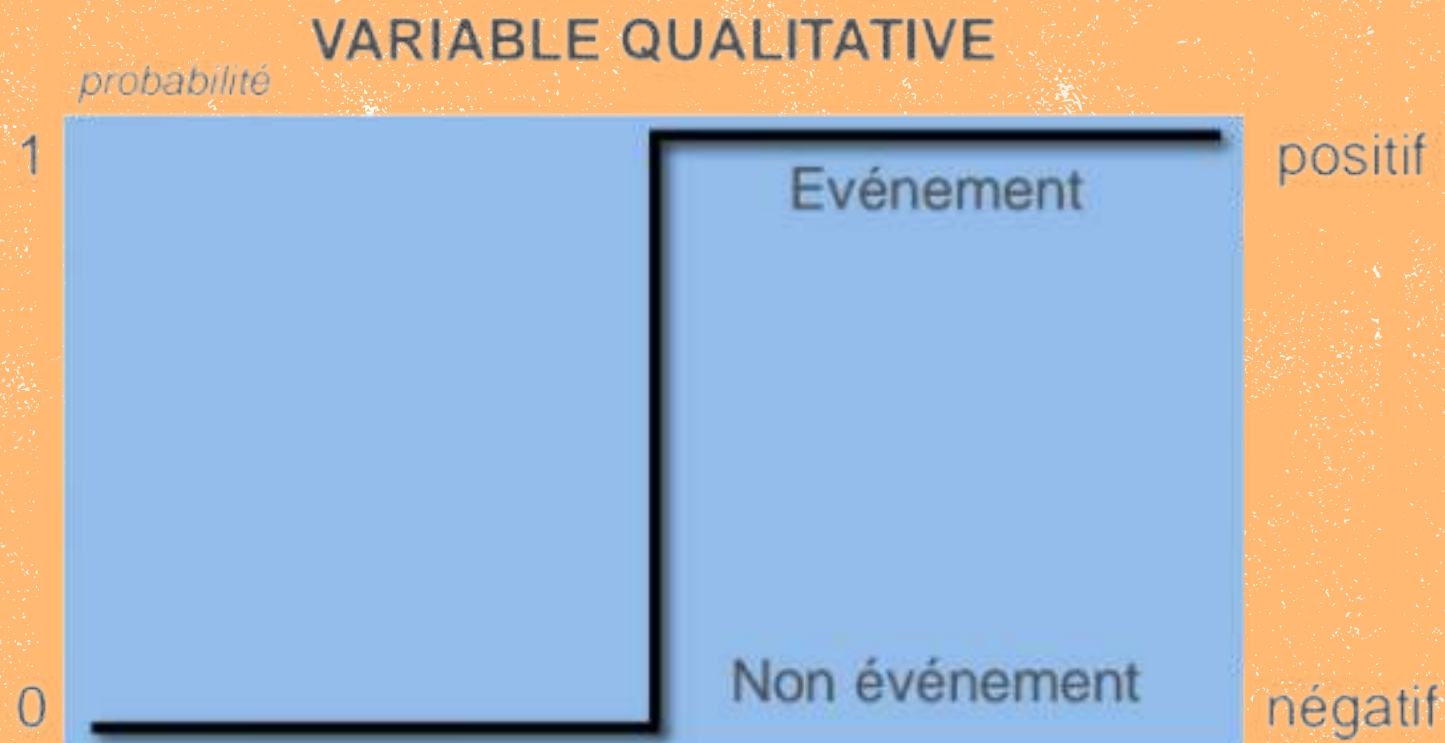 VARIABLE QUALITATIVE
probabilité
1
positif
Evénement
Non événement
0
négatif